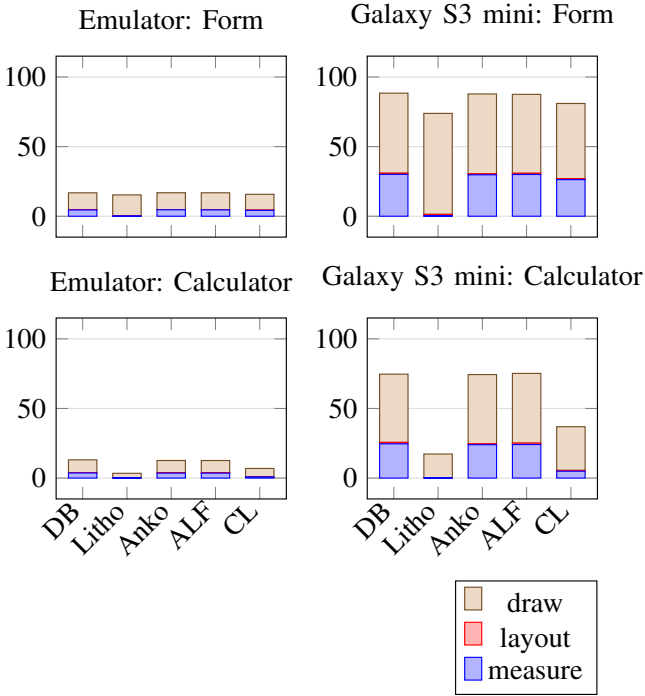 Emulator: Form
Galaxy S3 mini: Form
100
50
0
100
50
0
Emulator: Calculator
Galaxy S3 mini: Calculator
100
50
0
100
50
0
DB
Litho
Anko
ALF
CL
DB
Litho
Anko
ALF
CL
draw
layout
measure